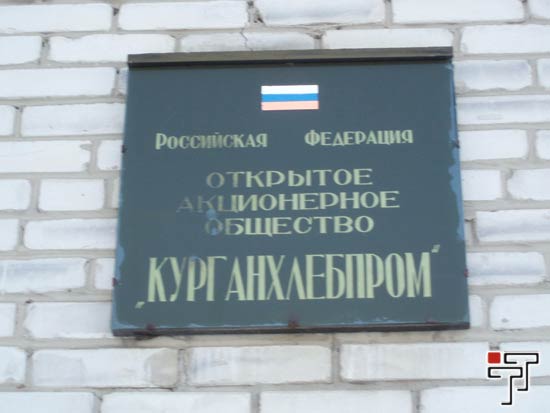 Российская Федерация
ОТКРЫТОЕ
АКЦИОНЕРНОЕ
ОБЩЕСТВО
„КУРГАНХЛЕБПРОМ“